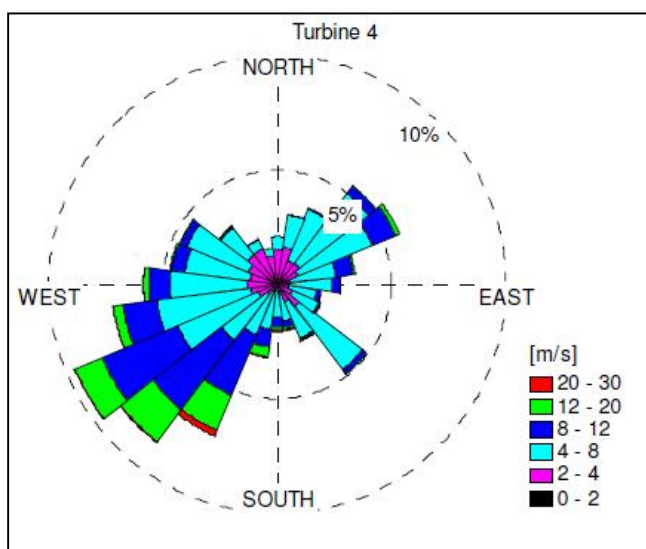 Turbine 4
NORTH
10%
5%
WEST
EAST
[m/s]
20 - 30
12 - 20
8 - 12
4 - 8
2 - 4
0 - 2
SOUTH